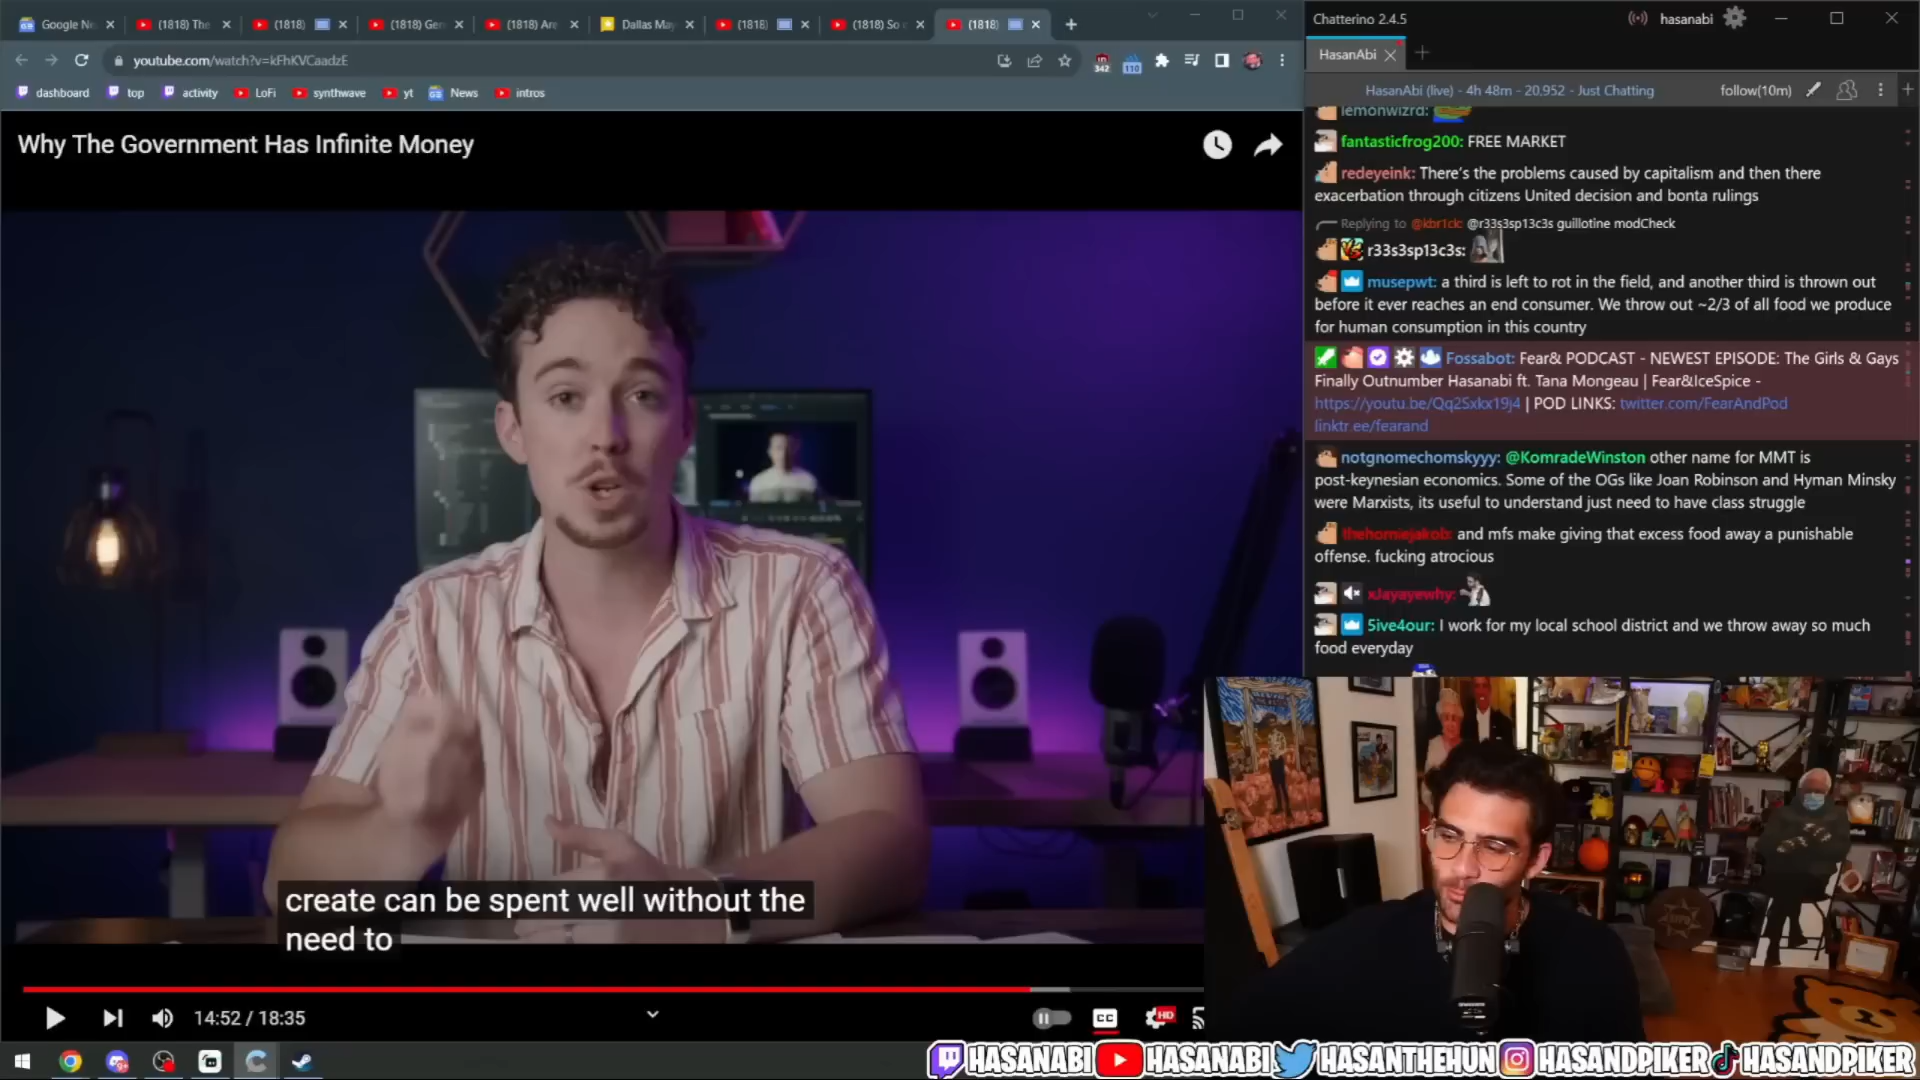 Google Ne
(1818) The
(1818)
(1818) Ger
(1818) Are
Dallas May
(1818)
(1818) So
(1818)
youtube.com/watch?v=kFhKVCaadzE
342
110
dashboard
top
activity
LoFi
synthwave
yt
News
intros
Why The Government Has Infinite Money
create can be spent well without the
need to
14:52 / 18:35
CC
HD
Chatterino 2.4.5
hasanabi
HasanAbi
HasanAbi (live) - 4h 48m - 20.952 - Just Chatting
follow(10m)
lemonwizrd:
fantasticfrog200: FREE MARKET
redeyeink: There's the problems caused by capitalism and then there
exacerbation through citizens United decision and bonta rulings
Replying to @kbr1ck @r33s3sp13c3s guillotine modCheck
r33s3sp13c3s:
musepwt: a third is left to rot in the field, and another third is thrown out
before it ever reaches an end consumer. We throw out ~2/3 of all food we produce
for human consumption in this country
Fossabot: Fear& PODCAST - NEWEST EPISODE: The Girls & Gays
Finally Outnumber Hasanabi ft. Tana Mongeau | Fear&IceSpice -
https://youtu.be/Qq2Sxkx19j4 | POD LINKS: twitter.com/FearAndPod
linktr.ee/fearand
notgnomechomskyyy: @KomradeWinston other name for MMT is
post-keynesian economics. Some of the OGs like Joan Robinson and Hyman Minsky
were Marxists, its useful to understand just need to have class struggle
thehomiejakob: and mfs make giving that excess food away a punishable
offense. fucking atrocious
xJayayewhy:
5ive4our: I work for my local school district and we throw away so much
food everyday
HASANABI HASANABI HASANTHEHUN HASANDPIKER HASANDPIKER